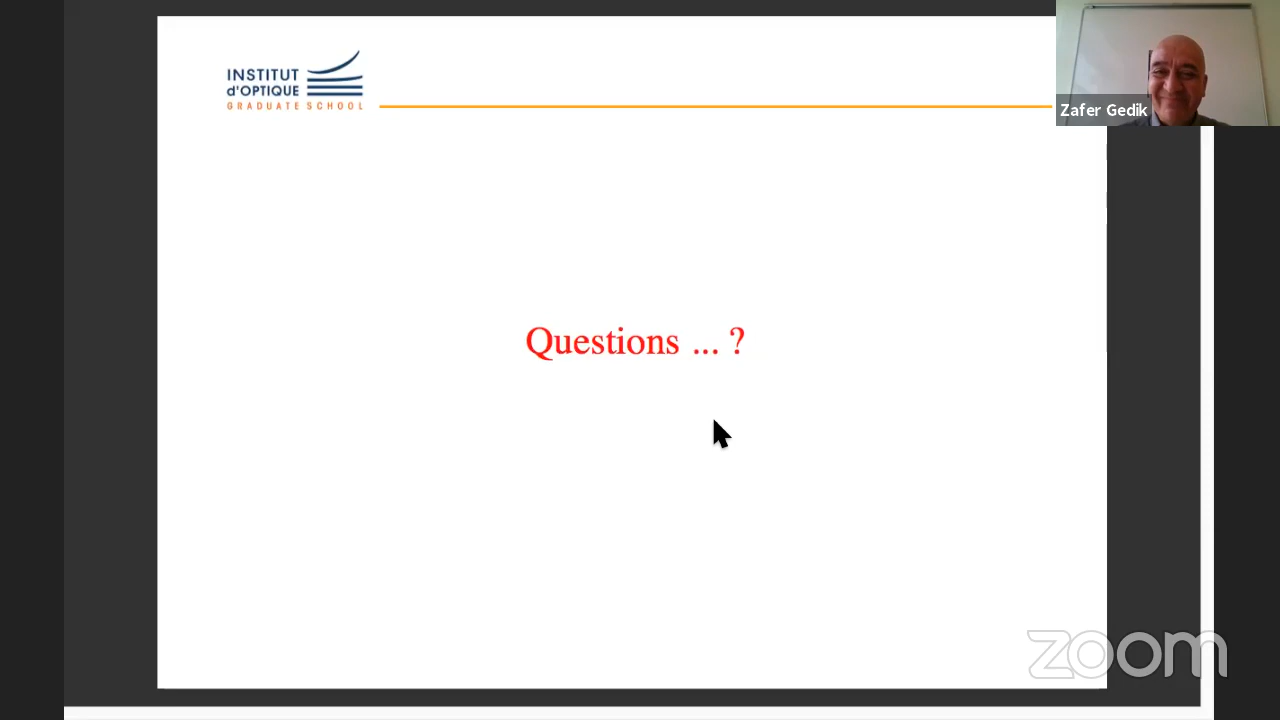 INSTITUT
d'OPTIQUE
GRADUATE SCHOOL
Zafer Gedik
Questions ... ?
zoom